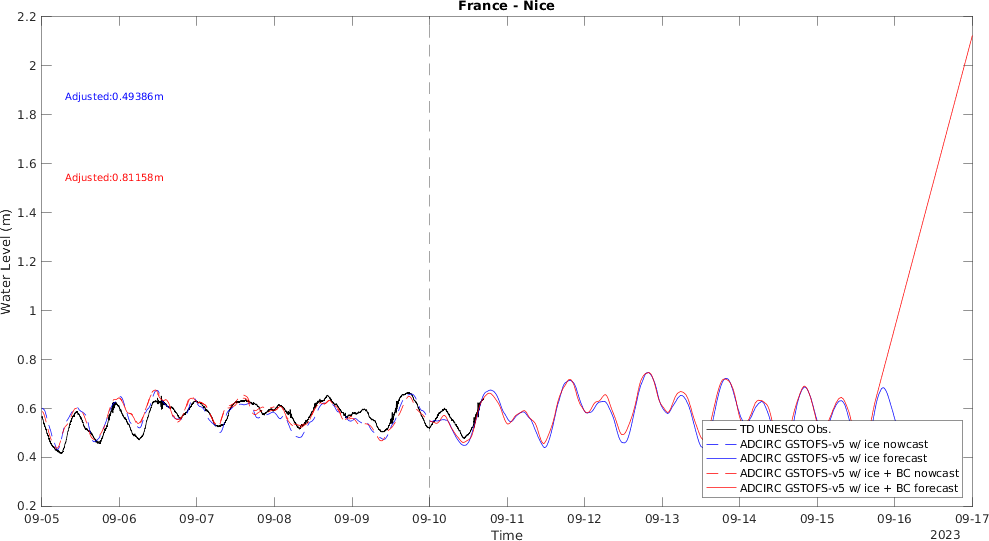 France - Nice
2.2
2
1.8
1.6
1.4
1.2
1
0.8
0.6
0.4
0.2
Water Level (m)
Adjusted:0.49386m
Adjusted:0.81158m
TD UNESCO Obs.
ADCIRC GSTOFS-v5 w/ ice nowcast
ADCIRC GSTOFS-v5 w/ ice forecast
ADCIRC GSTOFS-v5 w/ ice + BC nowcast
ADCIRC GSTOFS-v5 w/ ice + BC forecast
09-05 09-06 09-07 09-08 09-09 09-10 09-11 09-12 09-13 09-14 09-15 09-16 09-17
Time
2023